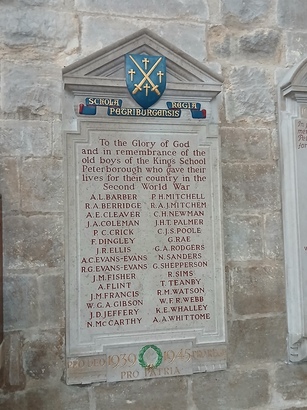 SCHOLA REGIA
PETRIBURGENSIS
To the Glory of God
and in remembrance of the
old boys of the King's School
Peterborough who gave their
lives for their country in the
Second World War
A.L. BARBER
R.A BERRIDGE
A.E. CLEAVER
J.A. COLEMAN
P.C. CRICK
F. DINGLEY
J.R. ELLIS
A.C. EVANS-EVANS
R.G. EVANS-EVANS
J.M. FISHER
A. FLINT
J.M. FRANCIS
W.G.A. GIBSON
J.D. JEFFERY
N. McCARTHY
P.H. MITCHELL
R.A.J. MITCHEM
C.H. NEWMAN
J.H.T. PALMER
C.J.S. POOLE
G. RAE
G.A. RODGERS
N. SANDERS
G. SHEPPERSON
R. SIMS
T. TEANBY
R.M. WATSON
W.F.R. WEBB
K.E. WHALLEY
A.A. WHITTOME
1939 1945
PRO PATRIA